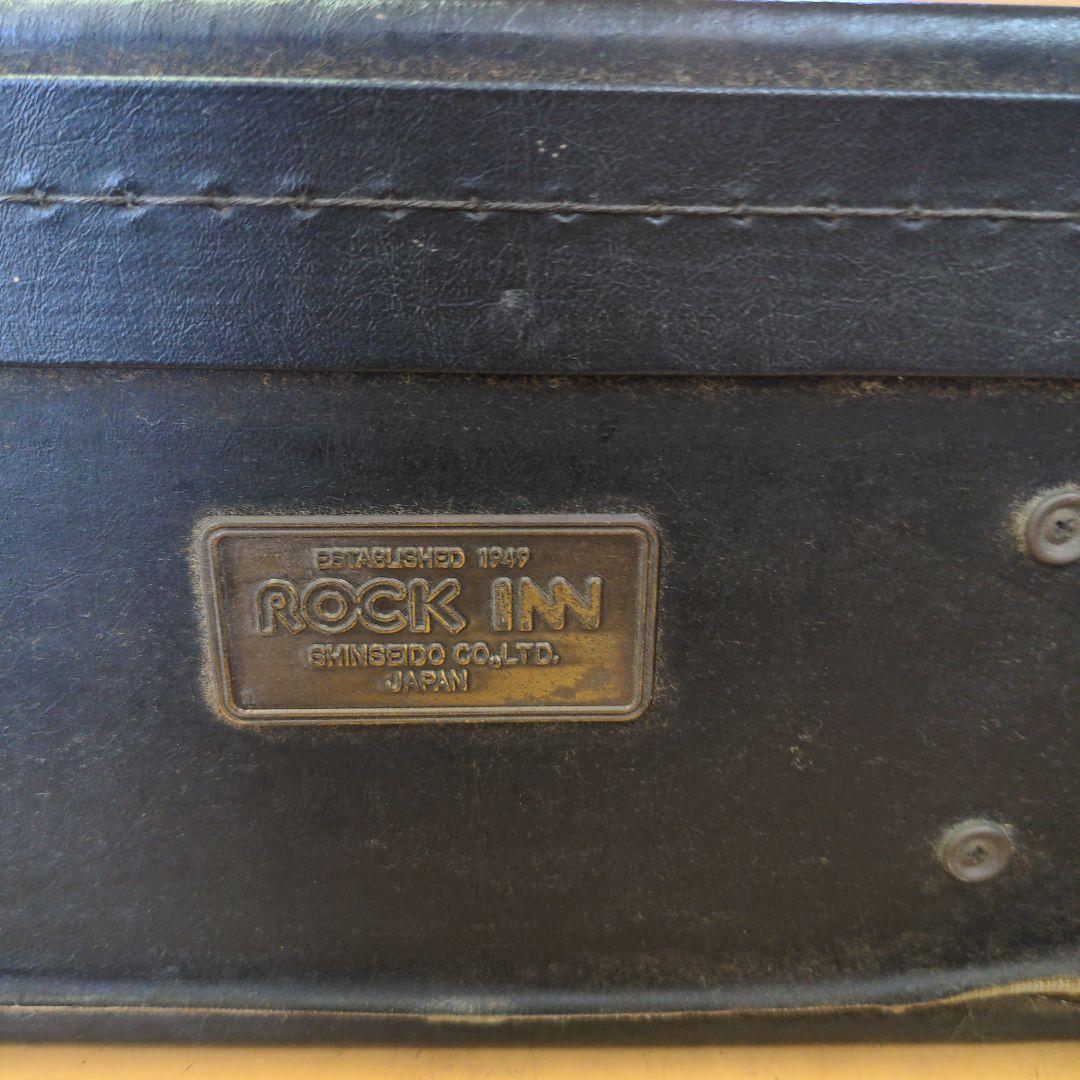 ESTABLISHED 1949
ROCK INN
SHINSEIDO CO.,LTD.
JAPAN